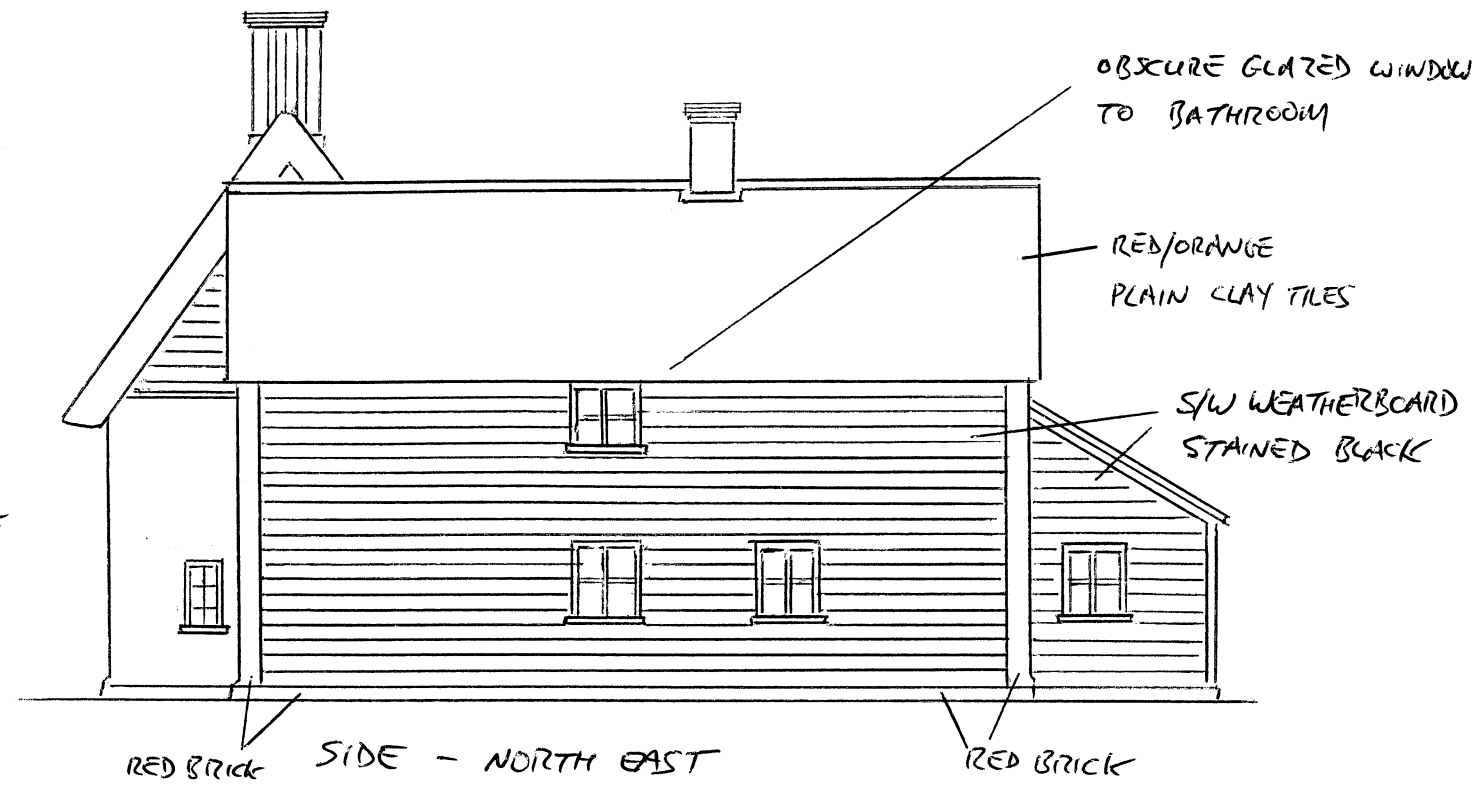 OBSCURE GLAZED WINDOW
TO BATHROOM
RED/ORANGE
PLAIN CLAY TILES
S/W WEATHERBOARD
STAINED BLACK
RED BRICK
SIDE - NORTH EAST
RED BRICK